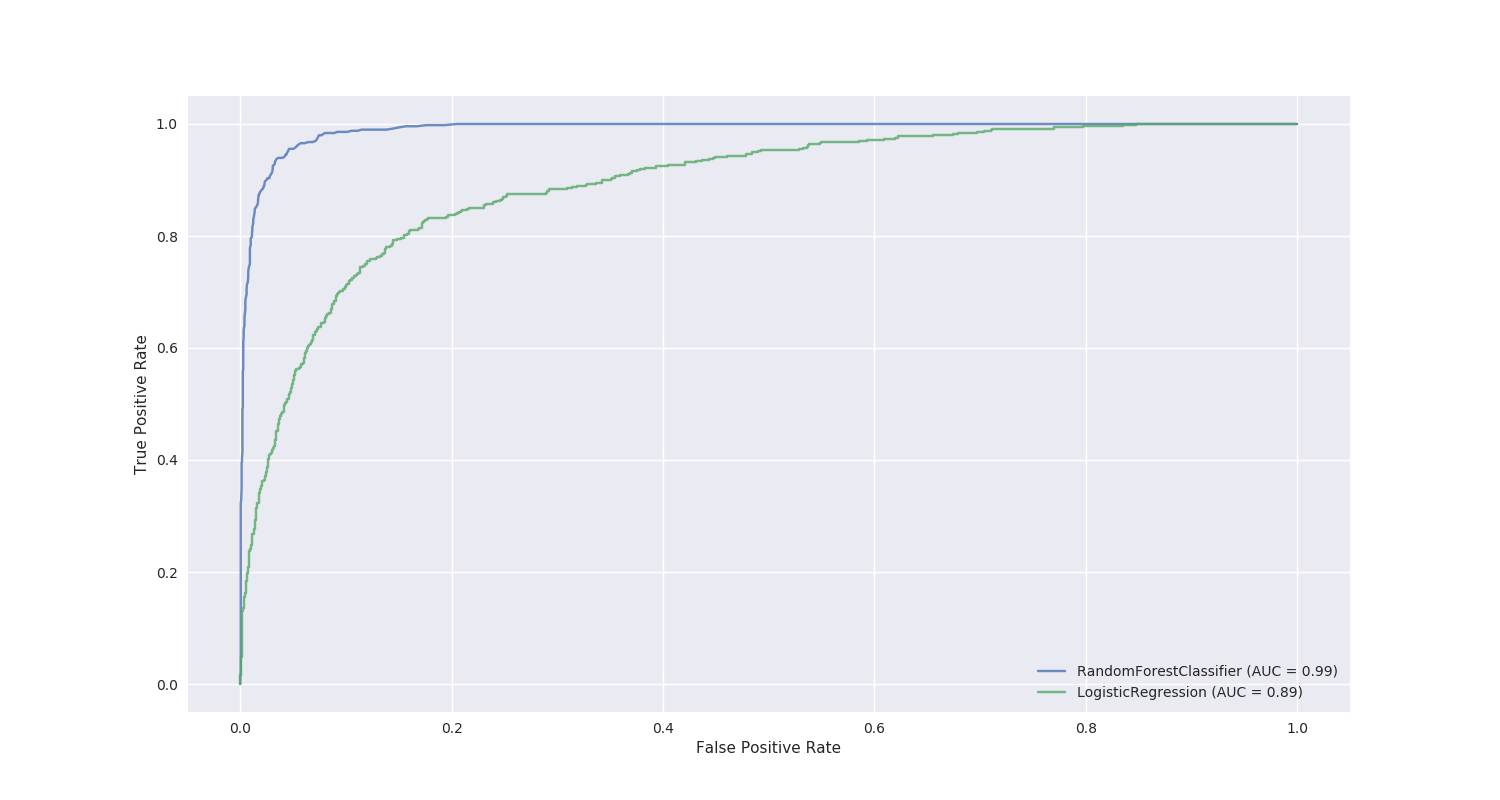 1.0
0.8
0.6
0.4
0.2
0.0
True Positive Rate
RandomForestClassifier (AUC = 0.99)
LogisticRegression (AUC = 0.89)
0.0 0.2 0.4 0.6 0.8 1.0
False Positive Rate